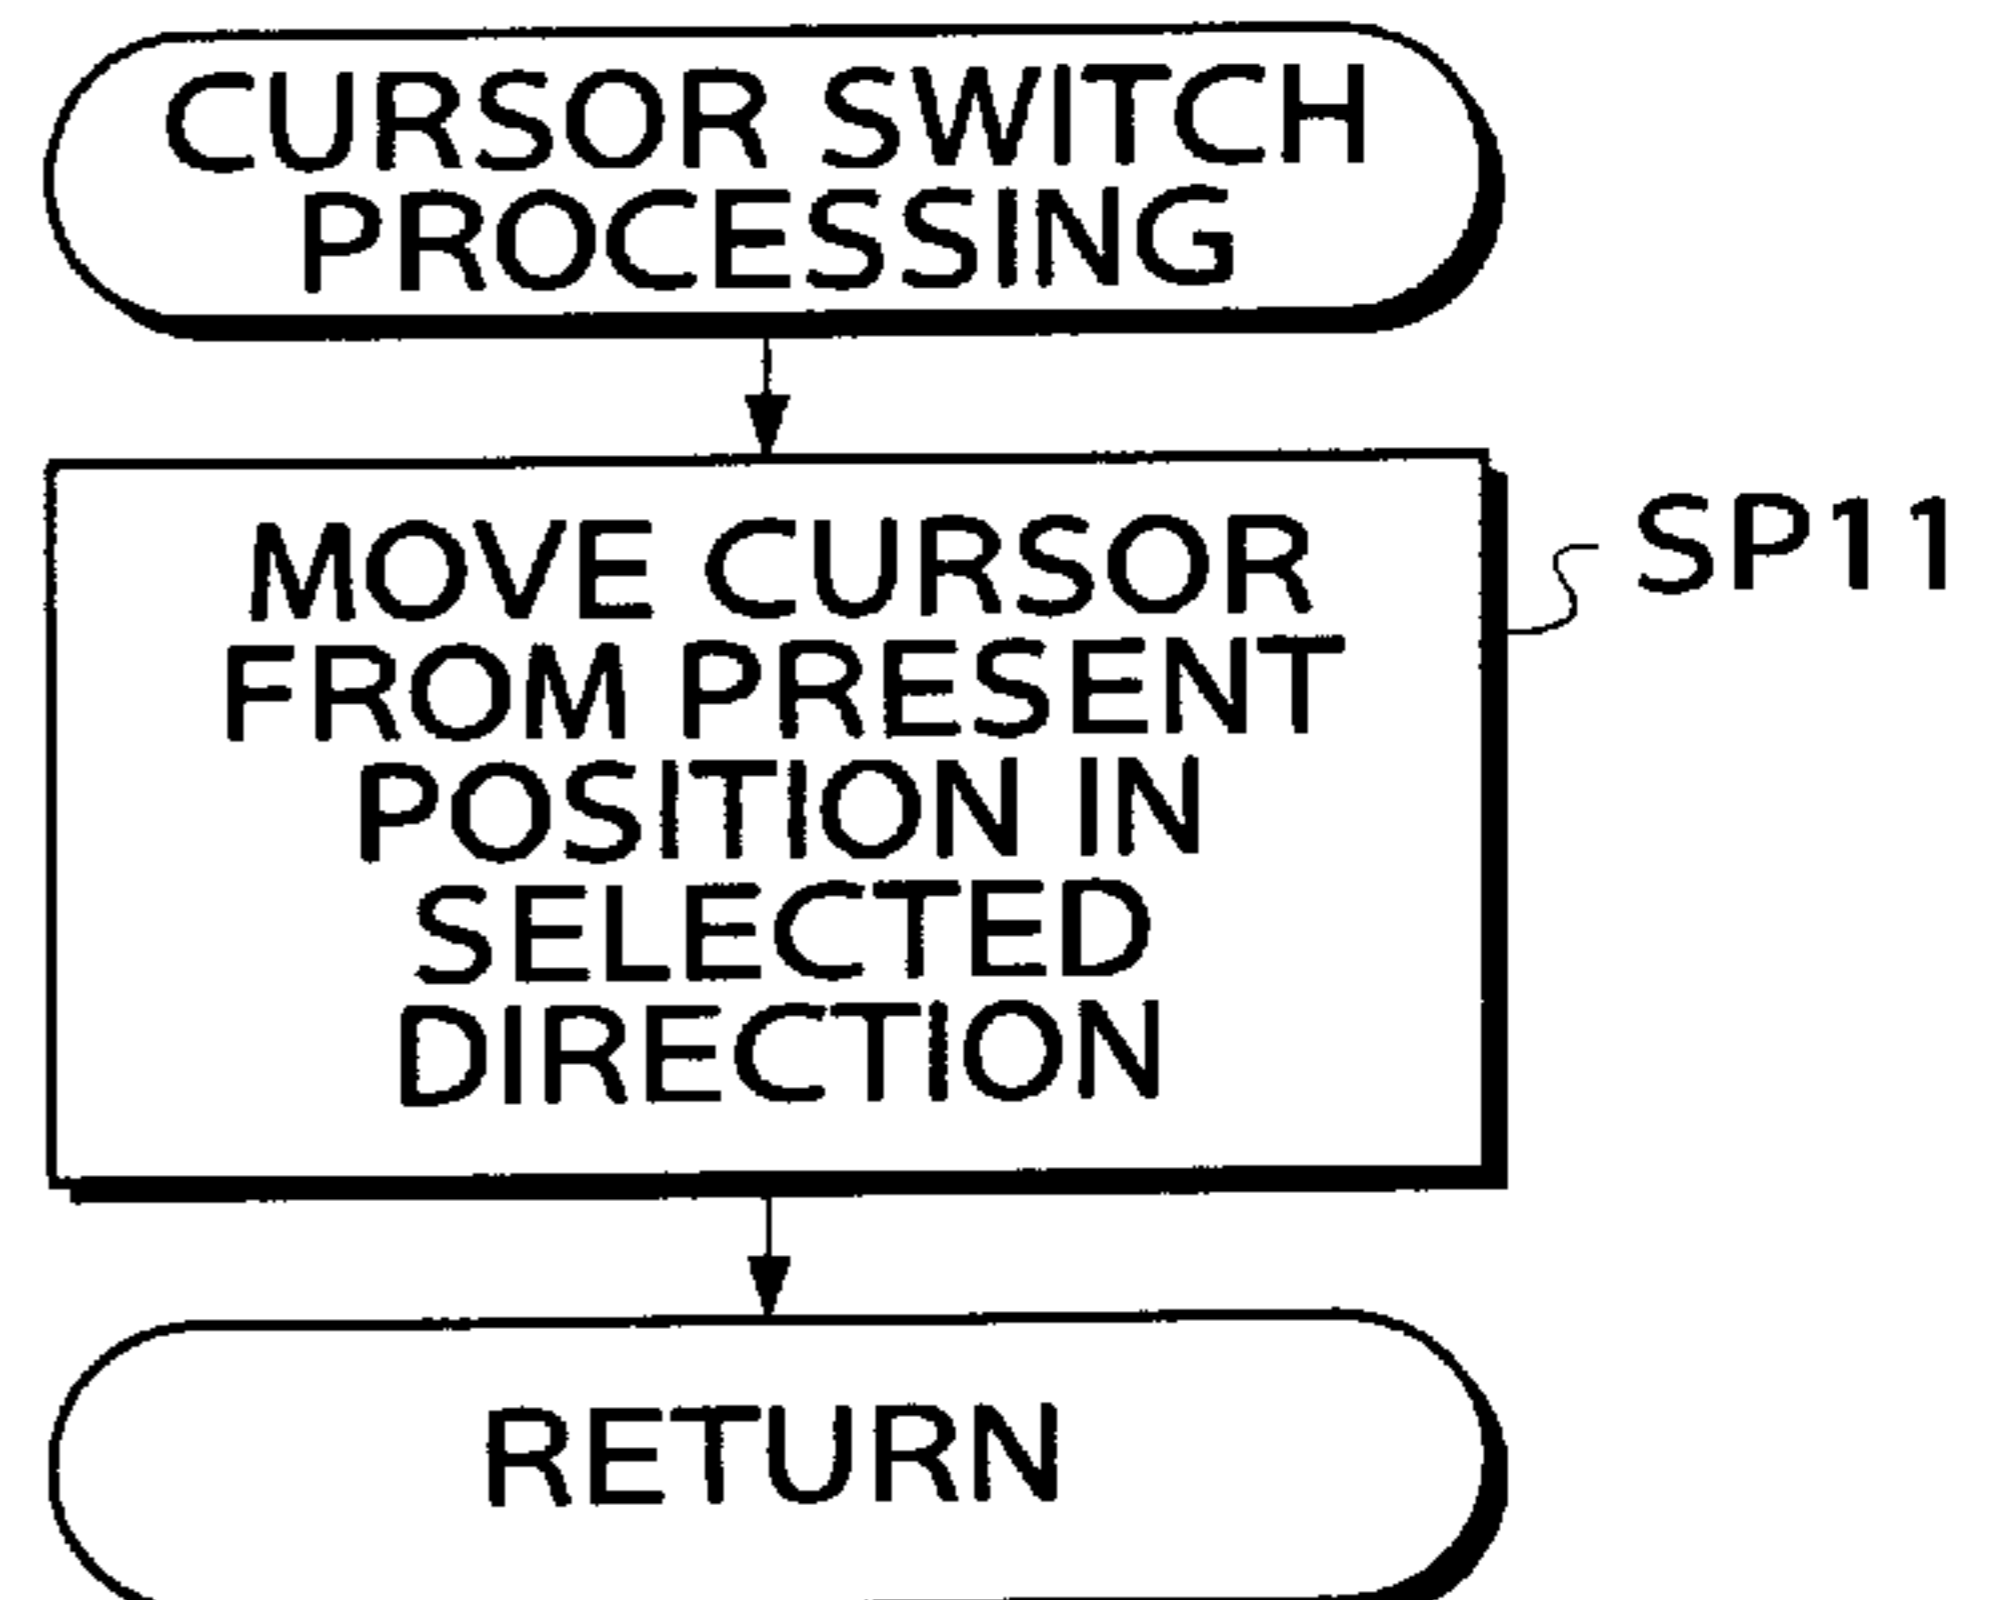 CURSOR SWITCH
PROCESSING
MOVE CURSOR
FROM PRESENT
POSITION IN
SELECTED
DIRECTION
SP11
RETURN